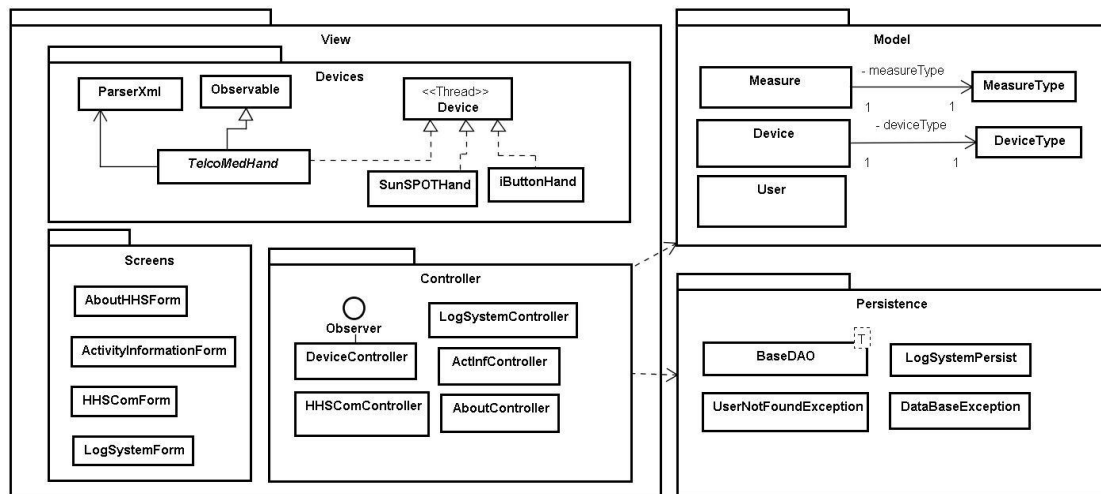 View
Devices
ParserXml
Observable
<<Thread>>
Device
TelcoMedHand
SunSPOTHand
iButtonHand
Screens
AboutHHSForm
ActivityInformationForm
HHSComForm
LogSystemForm
Controller
Observer
DeviceController
LogSystemController
ActInfController
HHSComController
AboutController
Model
Measure
- measureType
1
1
MeasureType
Device
- deviceType
1
1
DeviceType
User
Persistence
T
BaseDAO
LogSystemPersist
UserNotFoundException
DataBaseException